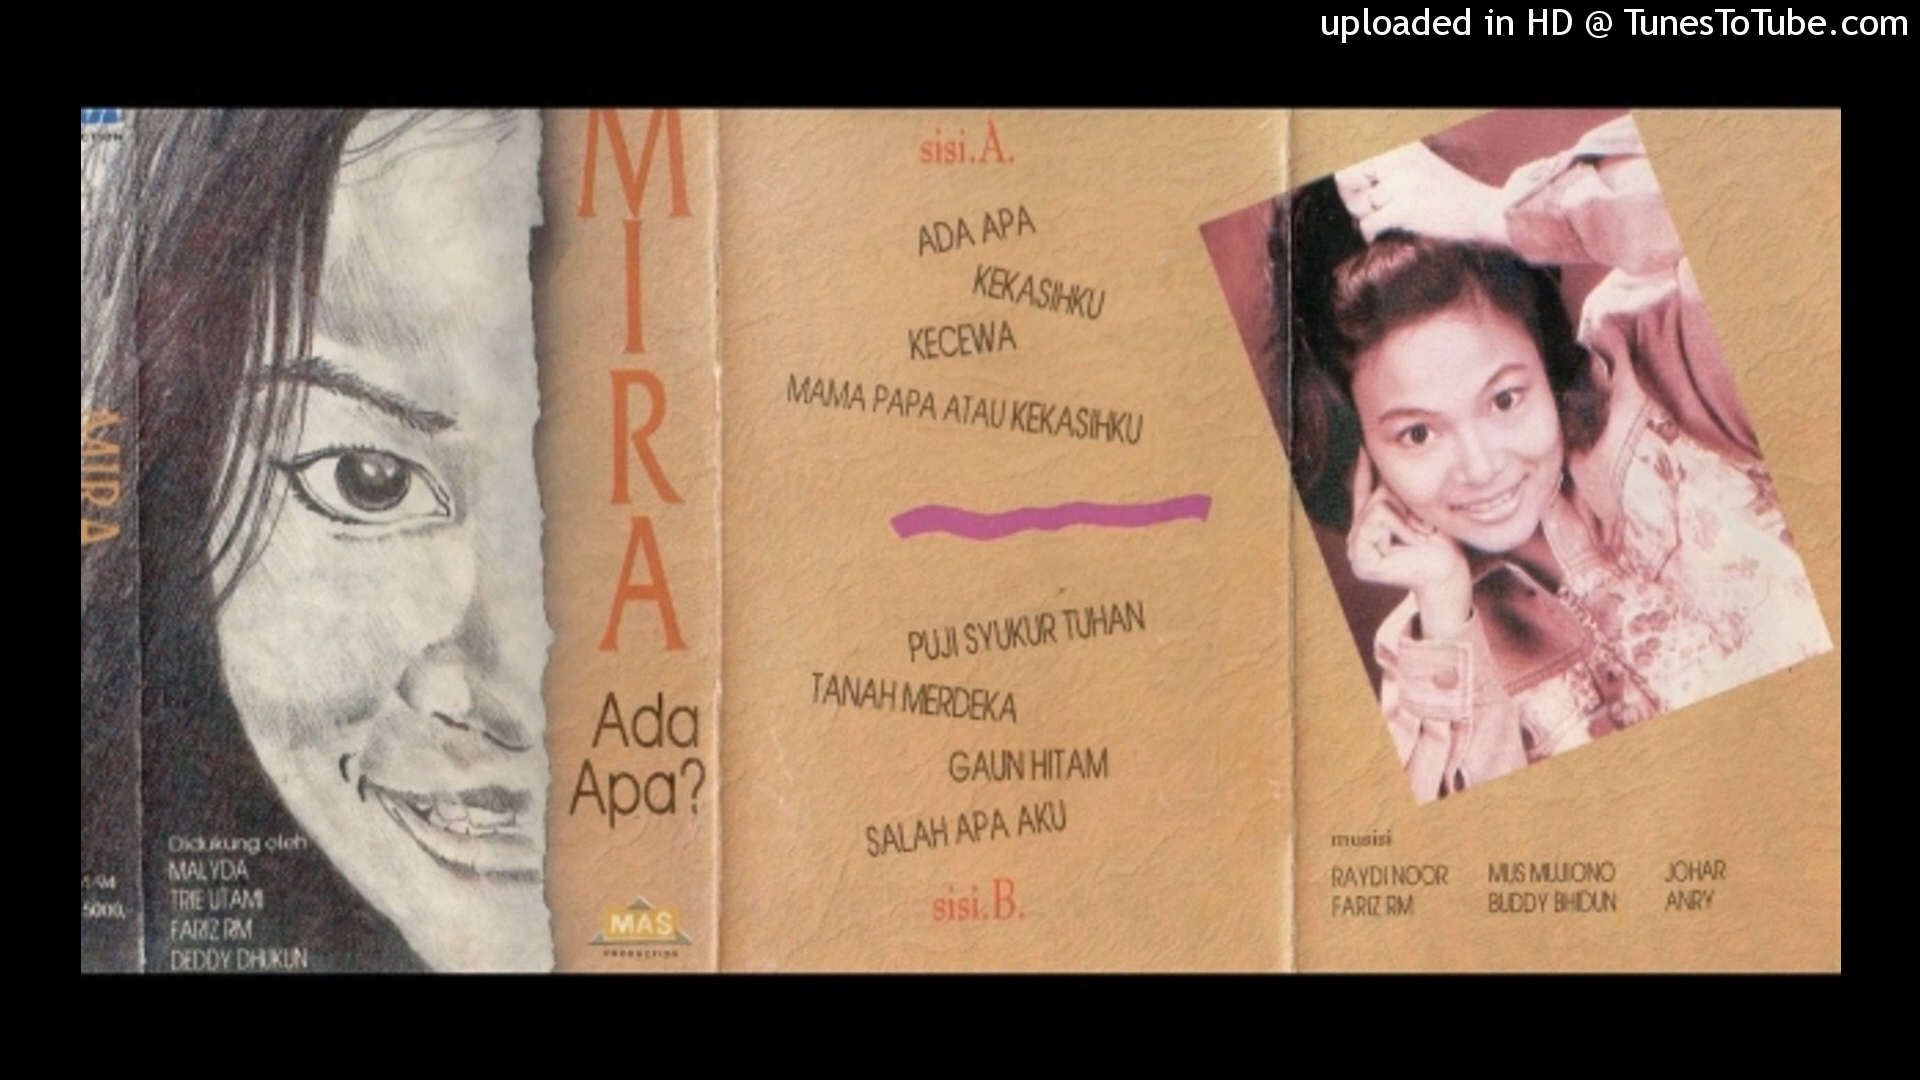 uploaded in HD @ TunesToTube.com
MIRA
Didukung oleh
MALYDA
TRIE UTAMI
FARIZ RM
DEDDY DHUKUN
5000,-
MIRA
Ada
Apa?
MAS
PRODUCTION
sisi.A.
ADA APA
KEKASIHKU
KECEWA
MAMA PAPA ATAU KEKASIHKU
PUJI SYUKUR TUHAN
TANAH MERDEKA
GAUN HITAM
SALAH APA AKU
sisi.B.
musisi
RAYDI NOOR MUS MUJIONO JOHAR
FARIZ RM BUDDY BHIDUN ANRY